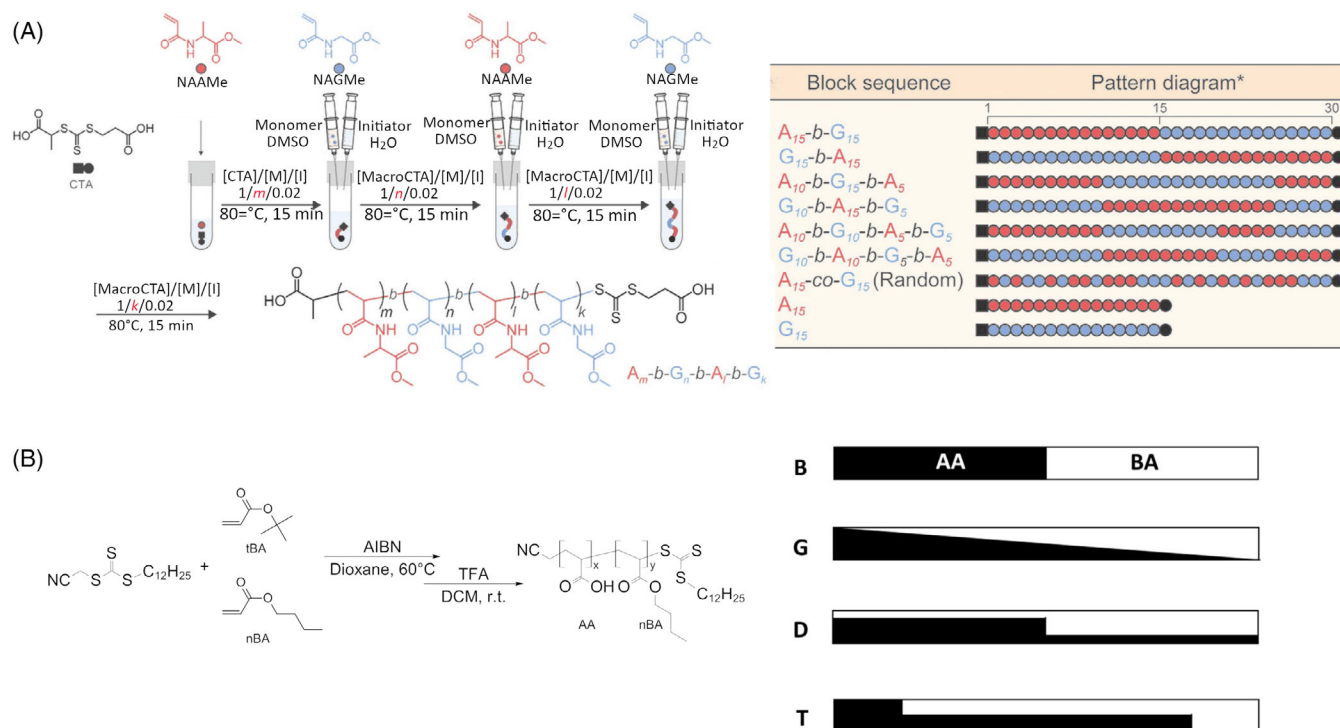 (A)
NAAMe
NAGMe
NAAMe
NAGMe
Monomer DMSO
Initiator H₂O
Monomer DMSO
Initiator H₂O
Monomer DMSO
Initiator H₂O
CTA
[CTA]/[M]/[I]
1/m/0.02
80=°C, 15 min
[MacroCTA]/[M]/[I]
1/n/0.02
80=°C, 15 min
[MacroCTA]/[M]/[I]
1/l/0.02
80=°C, 15 min
[MacroCTA]/[M]/[I]
1/k/0.02
80°C, 15 min
Aₘ-b-Gₙ-b-Aₗ-b-Gₖ
Block sequence
Pattern diagram*
1 15 30
A₁₅-b-G₁₅
G₁₅-b-A₁₅
A₁₀-b-G₁₅-b-A₅
G₁₀-b-A₁₅-b-G₅
A₁₀-b-G₁₀-b-A₅-b-G₅
G₁₀-b-A₁₀-b-G₅-b-A₅
A₁₅-co-G₁₅ (Random)
A₁₅
G₁₅
(B)
tBA
nBA
NC S S S C₁₂H₂₅ +
AIBN
Dioxane, 60°C
TFA
DCM, r.t.
AA
nBA
B AA BA
G
D
T